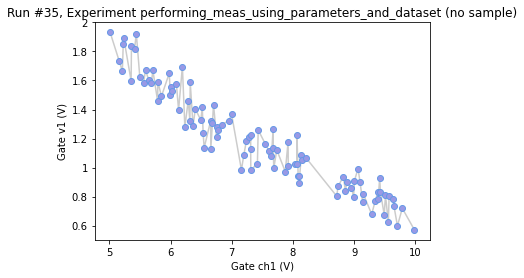 Run #35, Experiment performing_meas_using_parameters_and_dataset (no sample)
2
1.8
1.6
1.4
1.2
1
0.8
0.6
Gate v1 (V)
5 6 7 8 9 10
Gate ch1 (V)